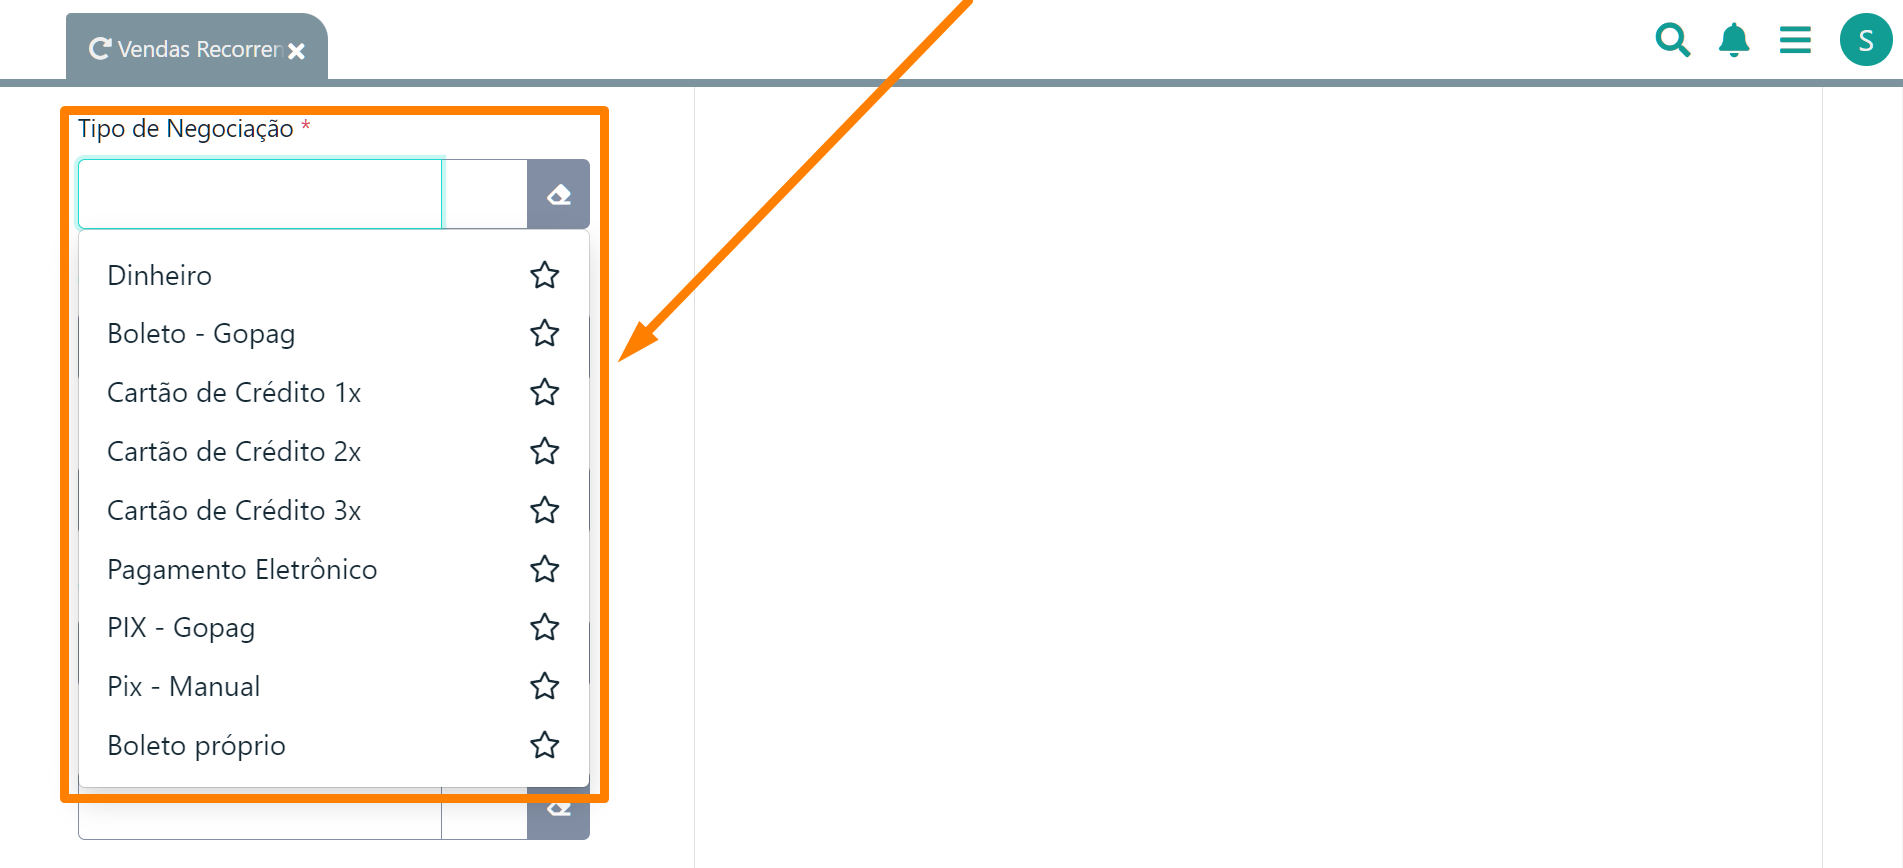 Vendas Recorren
S
Tipo de Negociação *
Dinheiro
Boleto - Gopag
Cartão de Crédito 1x
Cartão de Crédito 2x
Cartão de Crédito 3x
Pagamento Eletrônico
PIX - Gopag
Pix - Manual
Boleto próprio